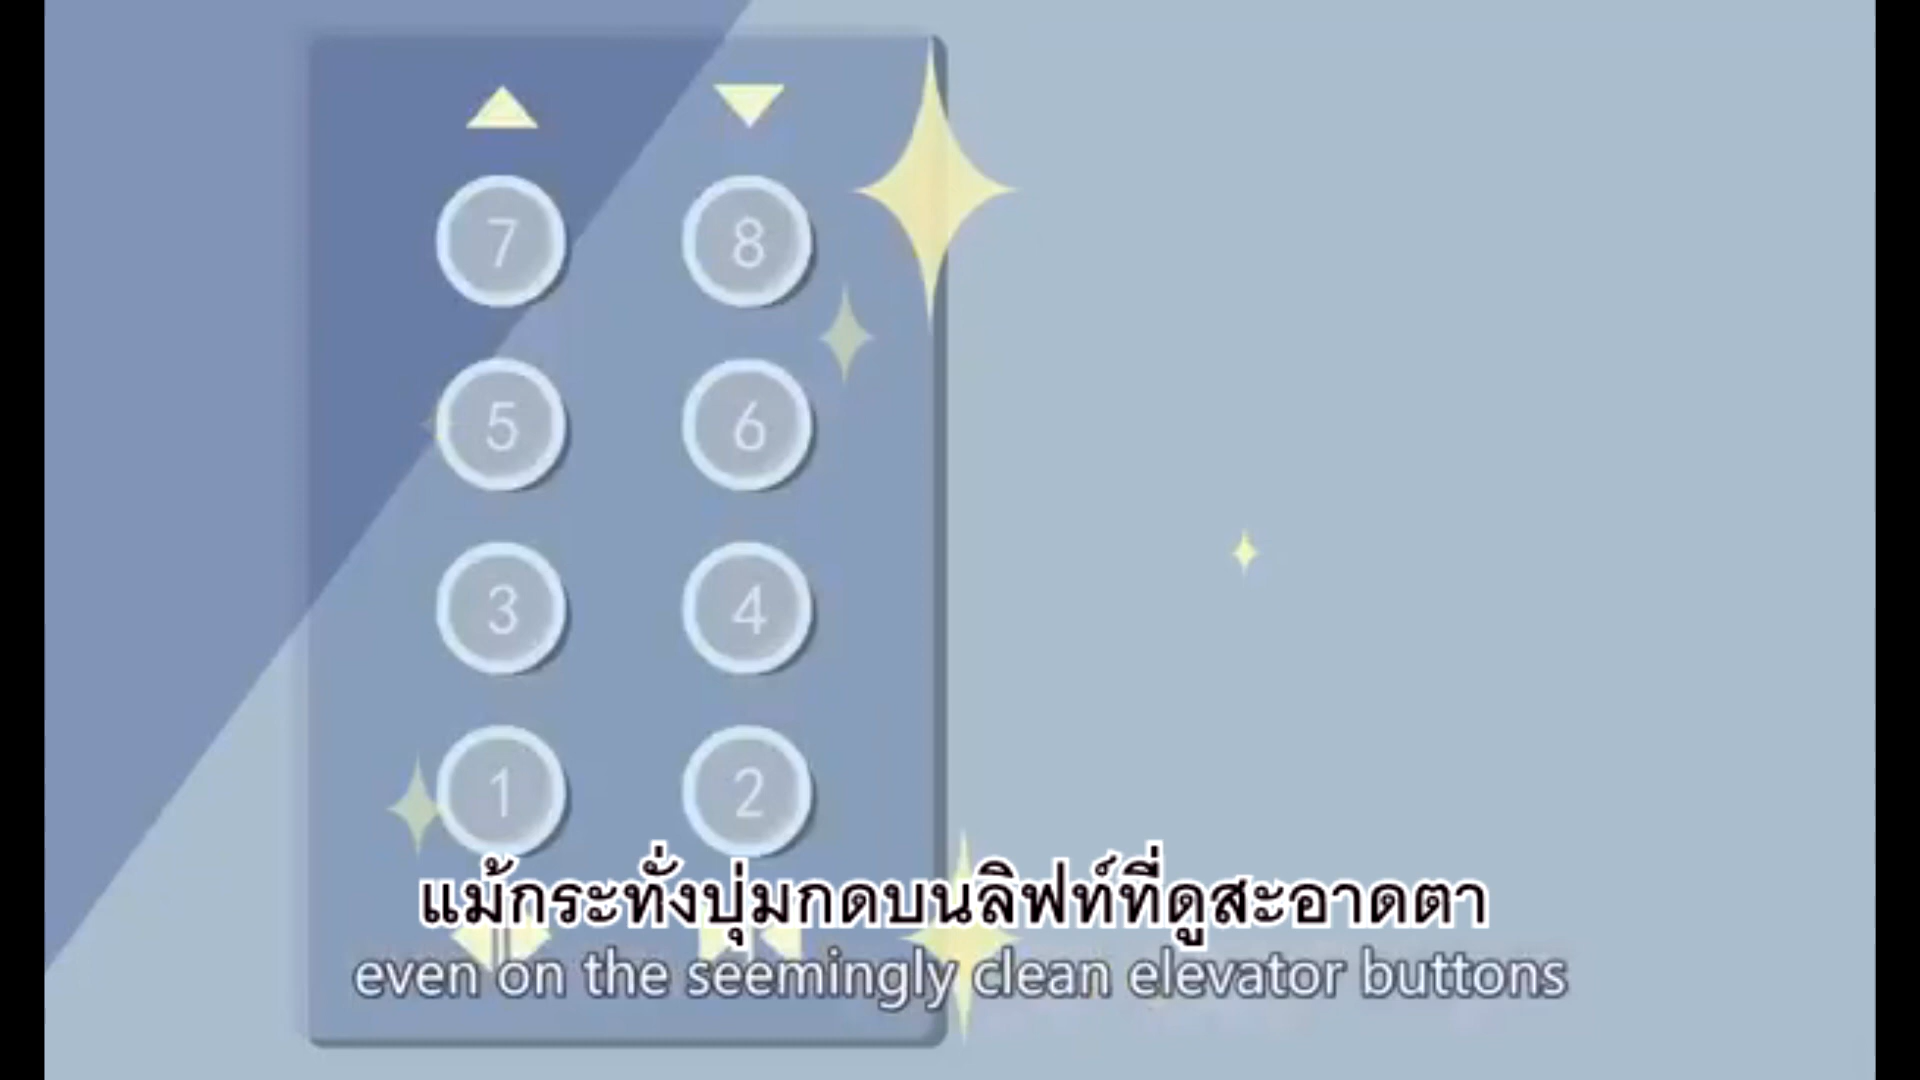 7 8
5 6
3 4
1 2
แม้กระทั่งปุ่มกดบนลิฟท์ที่ดูสะอาดตา
even on the seemingly clean elevator buttons